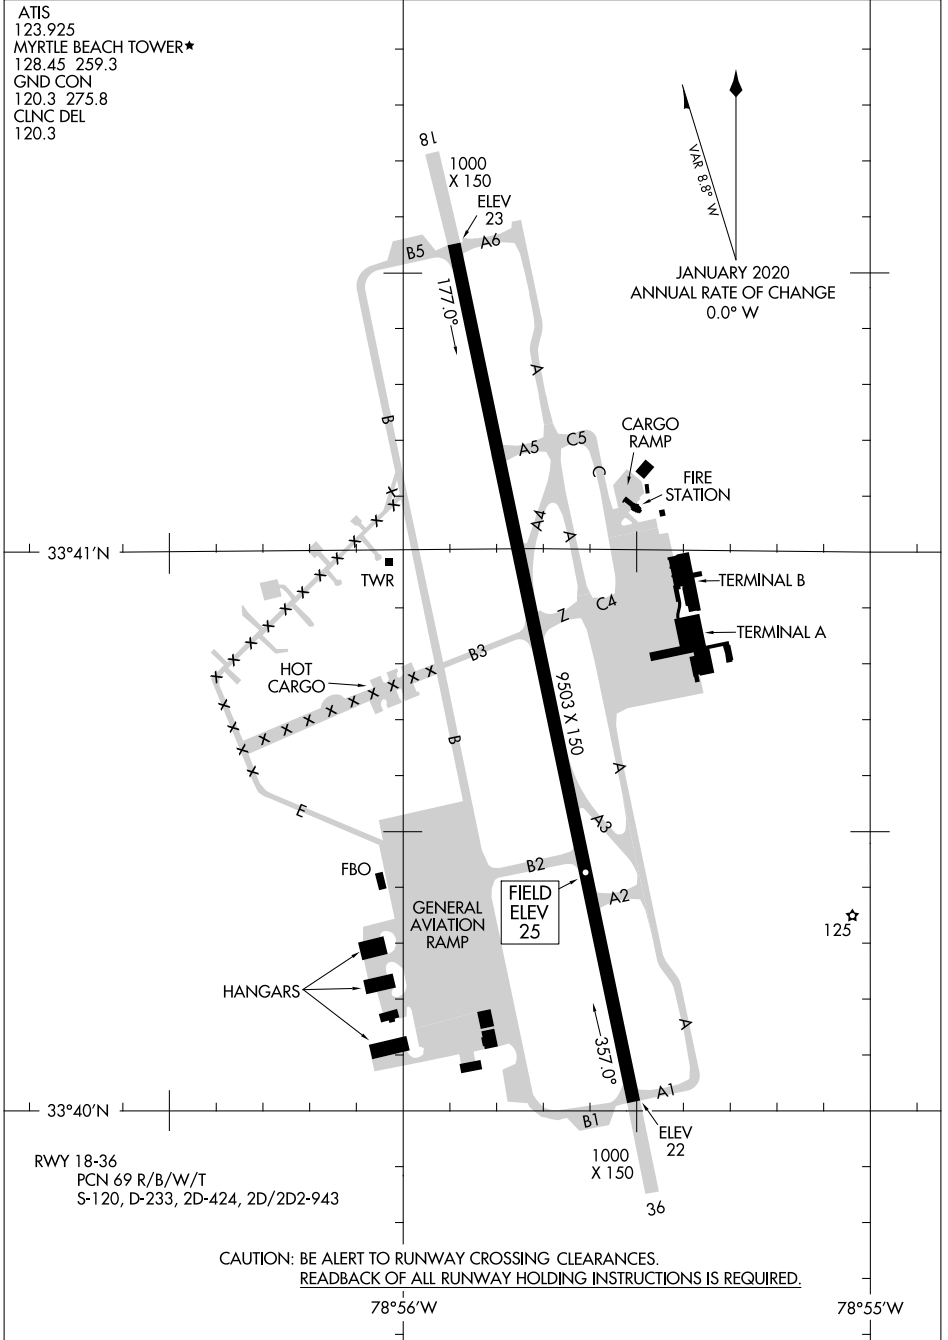 ATIS
123.925
MYRTLE BEACH TOWER★
128.45 259.3
GND CON
120.3 275.8
CLNC DEL
120.3
18
1000
X 150
ELEV
23
VAR 8.8° W
JANUARY 2020
ANNUAL RATE OF CHANGE
0.0° W
B5
A6
177.0°
A
B
CARGO
RAMP
A5
C5
C
FIRE
STATION
X
A4
A
33°41'N
TWR
TERMINAL B
C4
Z
TERMINAL A
B3
HOT
CARGO
9503 X 150
B
A
E
A3
B2
FBO
FIELD
ELEV
25
A2
GENERAL
AVIATION
RAMP
125
HANGARS
A
357.0°
A1
33°40'N
B1
ELEV
22
1000
X 150
36
RWY 18-36
PCN 69 R/B/W/T
S-120, D-233, 2D-424, 2D/2D2-943
CAUTION: BE ALERT TO RUNWAY CROSSING CLEARANCES.
READBACK OF ALL RUNWAY HOLDING INSTRUCTIONS IS REQUIRED.
78°56'W
78°55'W